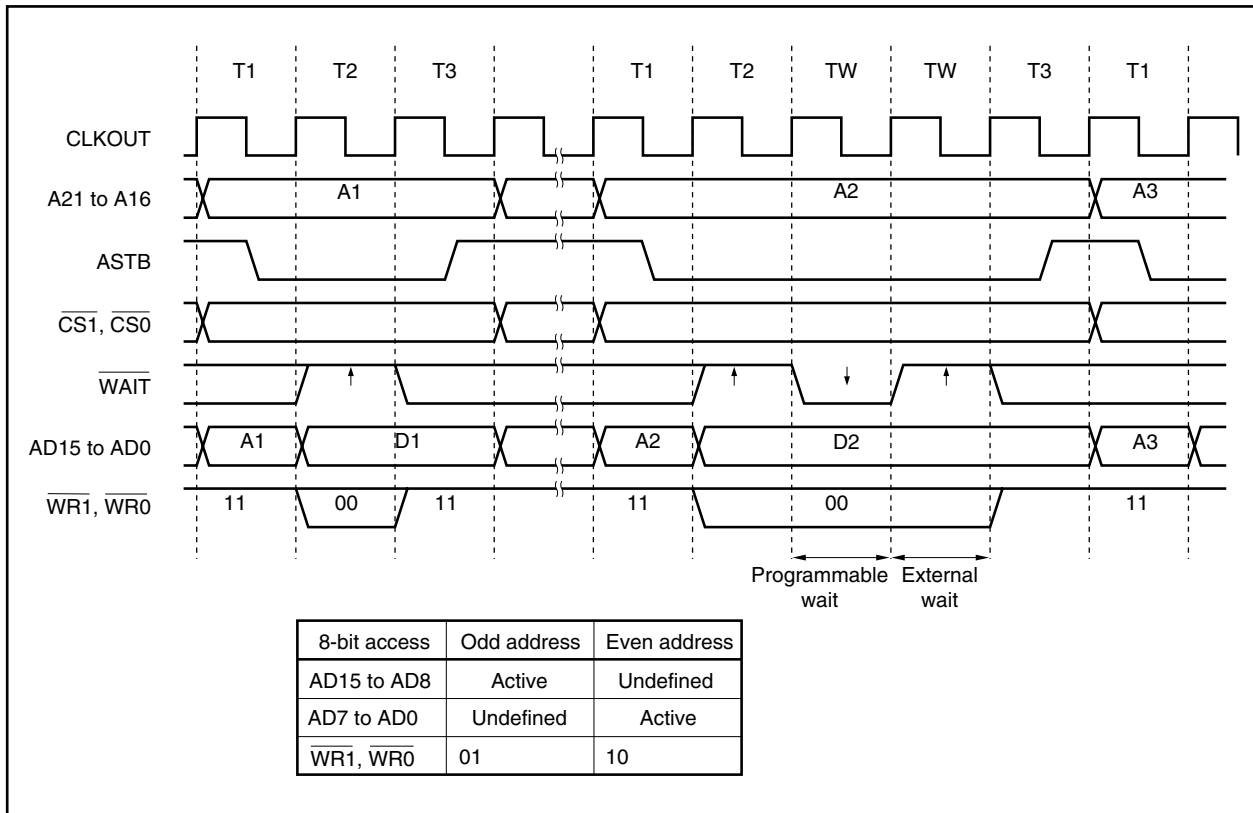 T1 T2 T3 T1 T2 TW TW T3 T1
CLKOUT
A21 to A16 A1 A2 A3
ASTB
CS1, CS0
WAIT
AD15 to AD0 A1 D1 A2 D2 A3
WR1, WR0 11 00 11 11 00 11
Programmable wait
External wait
8-bit access Odd address Even address
AD15 to AD8 Active Undefined
AD7 to AD0 Undefined Active
WR1, WR0 01 10